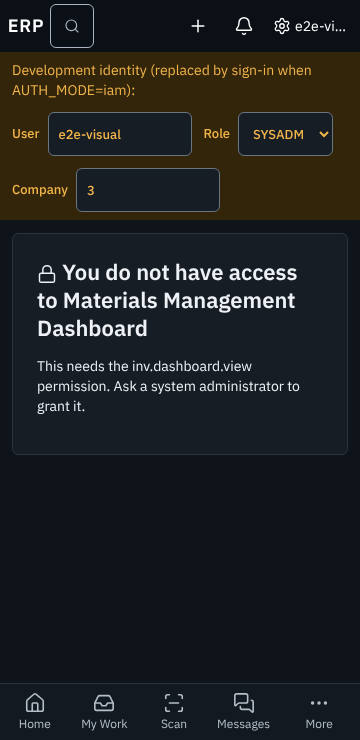 ERP
e2e-vi...
Development identity (replaced by sign-in when
AUTH_MODE=iam):
User e2e-visual Role SYSADM
Company 3
You do not have access
to Materials Management
Dashboard
This needs the inv.dashboard.view
permission. Ask a system administrator to
grant it.
Home My Work Scan Messages More